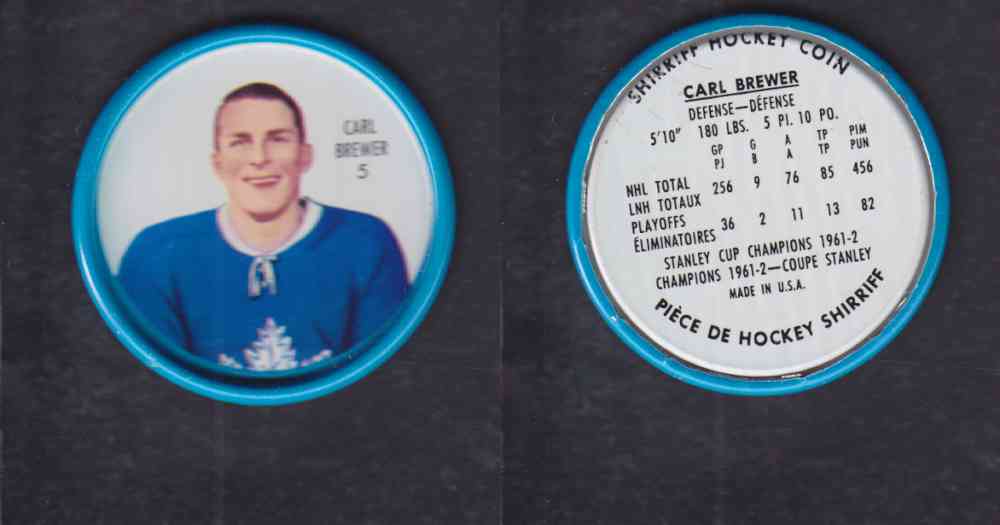 CARL
BREWER
5
SHIRRIFF HOCKEY COIN
CARL BREWER
DEFENSE—DÉFENSE
5'10" 180 LBS. 5 PI. 10 PO.
GP G A TP PIM
PJ B A TP PUN
NHL TOTAL
LNH TOTAUX 256 9 76 85 456
PLAYOFFS
ÉLIMINATOIRES 36 2 11 13 82
STANLEY CUP CHAMPIONS 1961-2
CHAMPIONS 1961-2—COUPE STANLEY
MADE IN U.S.A.
PIÈCE DE HOCKEY SHIRRIFF